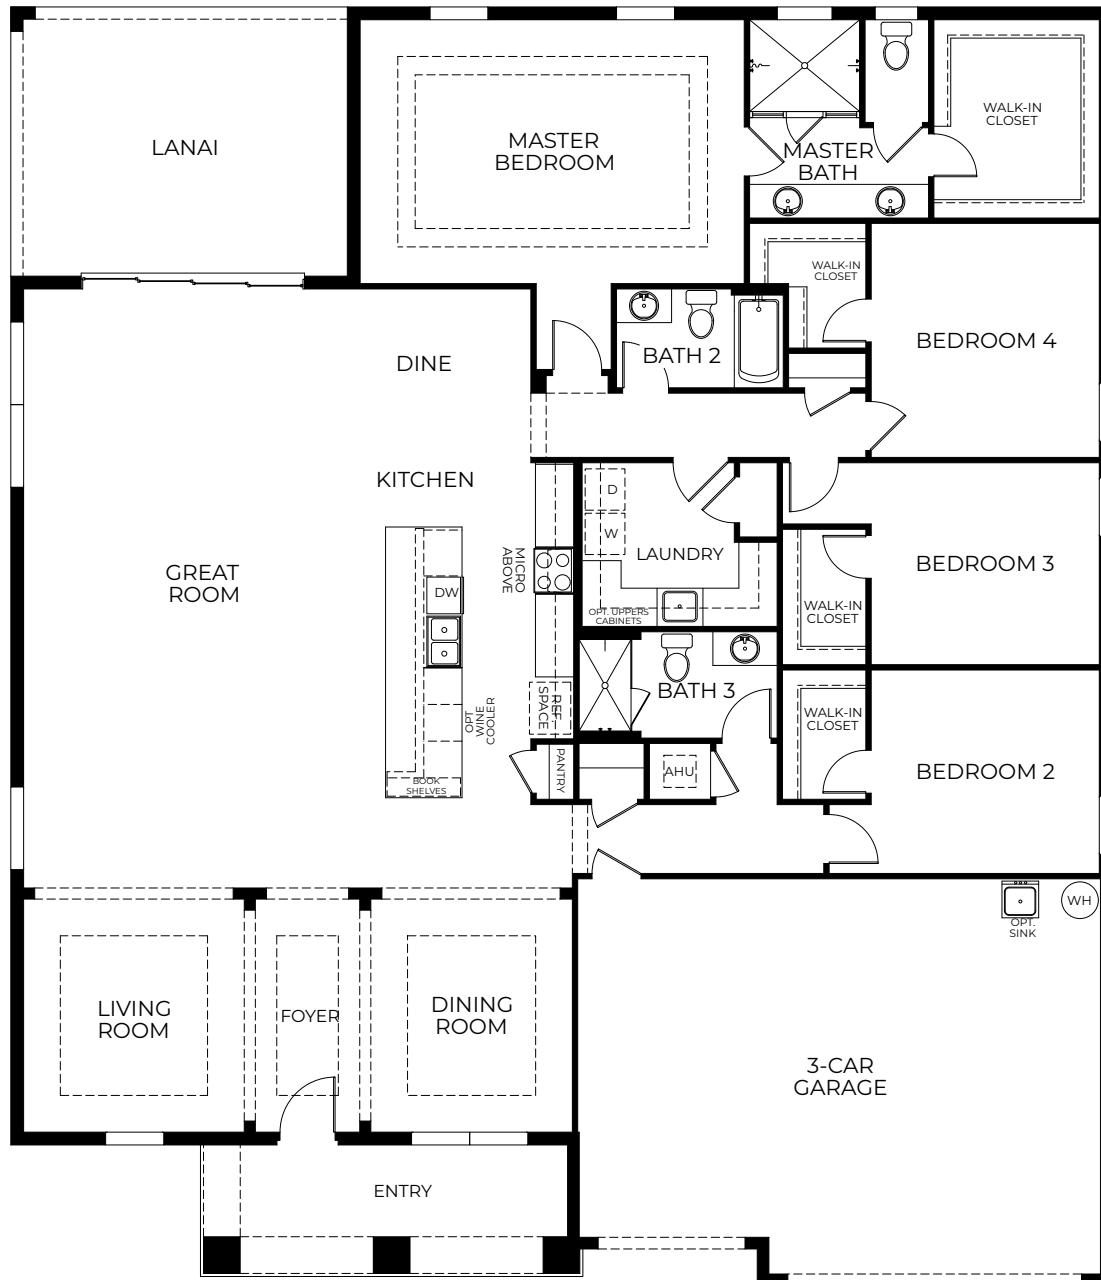 LANAI
MASTER
BEDROOM
WALK-IN
CLOSET
MASTER
BATH
WALK-IN
CLOSET
BEDROOM 4
BATH 2
DINE
KITCHEN
D
W
LAUNDRY
OPT. UPPERS
CABINETS
MICRO
ABOVE
BEDROOM 3
WALK-IN
CLOSET
GREAT
ROOM
DW
BATH 3
REF.
SPACE
OPT.
WINE
COOLER
WALK-IN
CLOSET
BEDROOM 2
PANTRY
AHU
BOOK
SHELVES
OPT.
SINK
WH
LIVING
ROOM
FOYER
DINING
ROOM
3-CAR
GARAGE
ENTRY